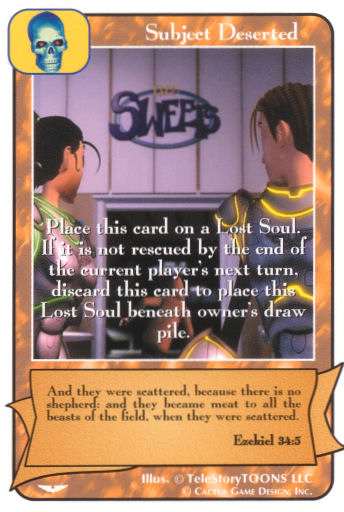 Subject Deserted
SWEPTS
Place this card on a Lost Soul.
If it is not rescued by the end of
the current player's next turn,
discard this card to place this
Lost Soul beneath owner's draw
pile.
And they were scattered, because there is no
shepherd: and they became meat to all the
beasts of the field, when they were scattered.
Ezekiel 34:5
Illus. © TeleStoryTOONS LLC
© CACTUS GAME DESIGN, INC.